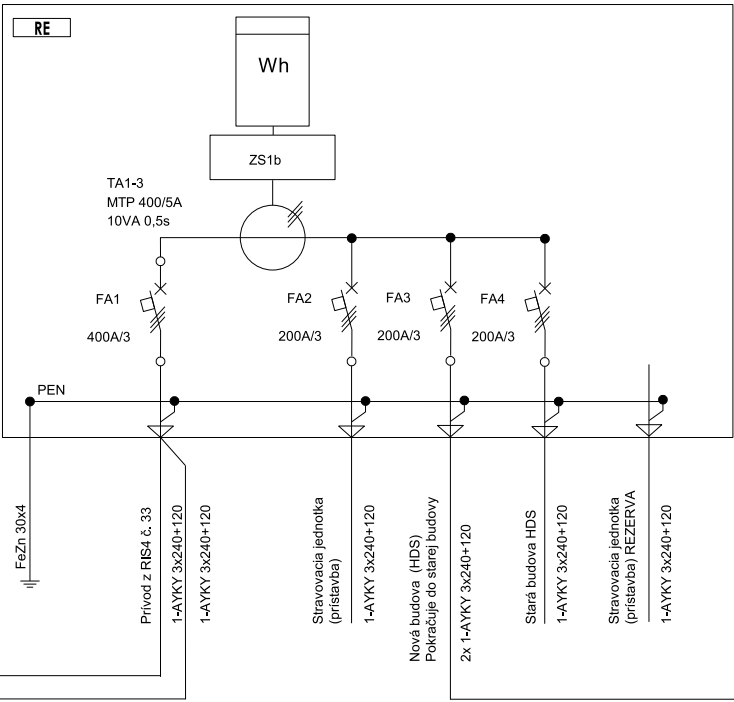 RE
Wh
ZS1b
TA1-3
MTP 400/5A
10VA 0,5s
FA1
400A/3
FA2
200A/3
FA3
200A/3
FA4
200A/3
PEN
FeZn 30x4
Prívod z RIS4 č. 33
1-AYKY 3x240+120
1-AYKY 3x240+120
Stravovacia jednotka
(prístavba)
1-AYKY 3x240+120
Nová budova (HDS)
Pokračuje do starej budovy
2x 1-AYKY 3x240+120
Stará budova HDS
1-AYKY 3x240+120
Stravovacia jednotka
(prístavba) REZERVA
1-AYKY 3x240+120